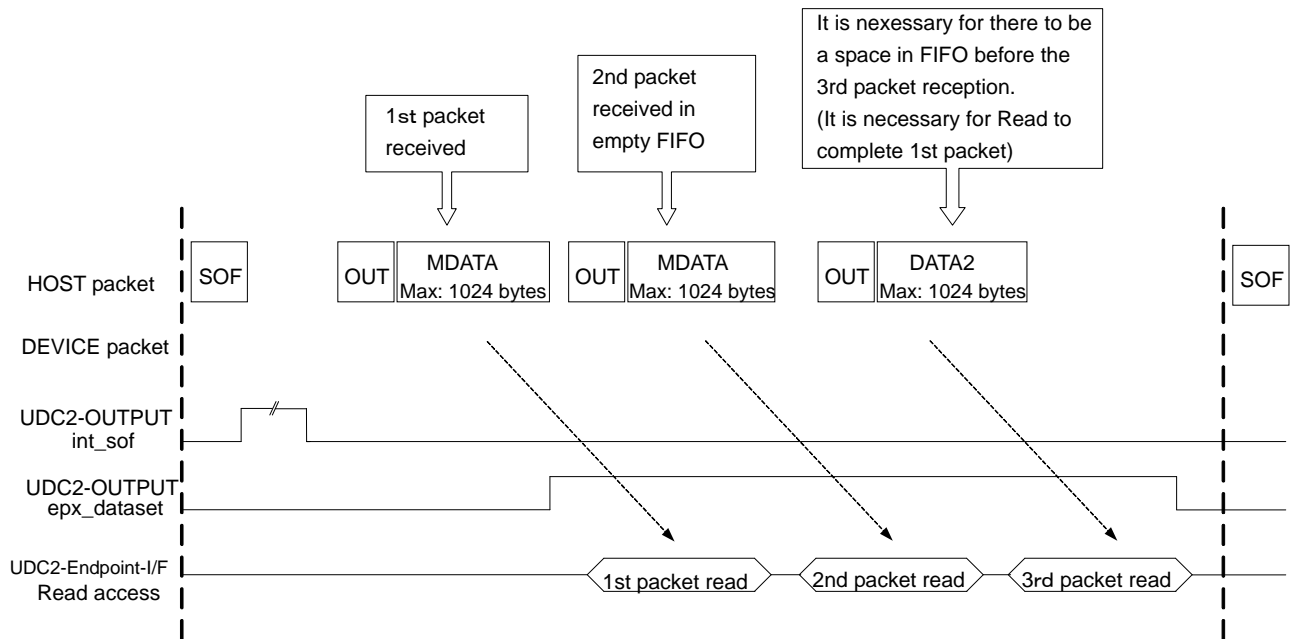 It is nexessary for there to be
a space in FIFO before the
3rd packet reception.
(It is necessary for Read to
complete 1st packet)
2nd packet
received in
empty FIFO
1st packet
received
HOST packet
SOF
OUT
MDATA
Max: 1024 bytes
OUT
MDATA
Max: 1024 bytes
OUT
DATA2
Max: 1024 bytes
SOF
DEVICE packet
UDC2-OUTPUT
int_sof
UDC2-OUTPUT
epx_dataset
UDC2-Endpoint-I/F
Read access
1st packet read
2nd packet read
3rd packet read